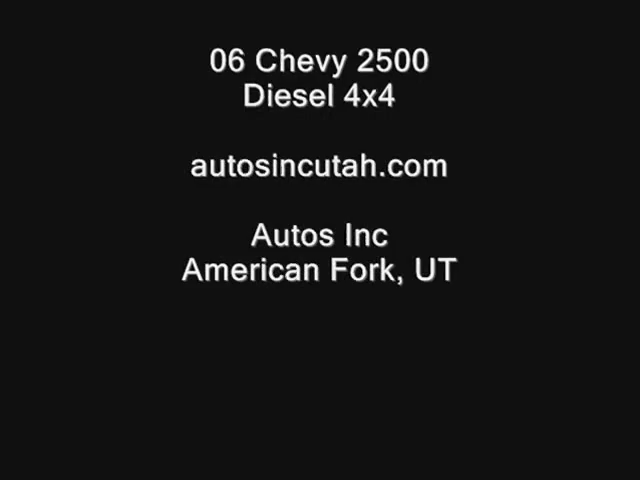 06 Chevy 2500
Diesel 4x4
autosincutah.com
Autos Inc
American Fork, UT